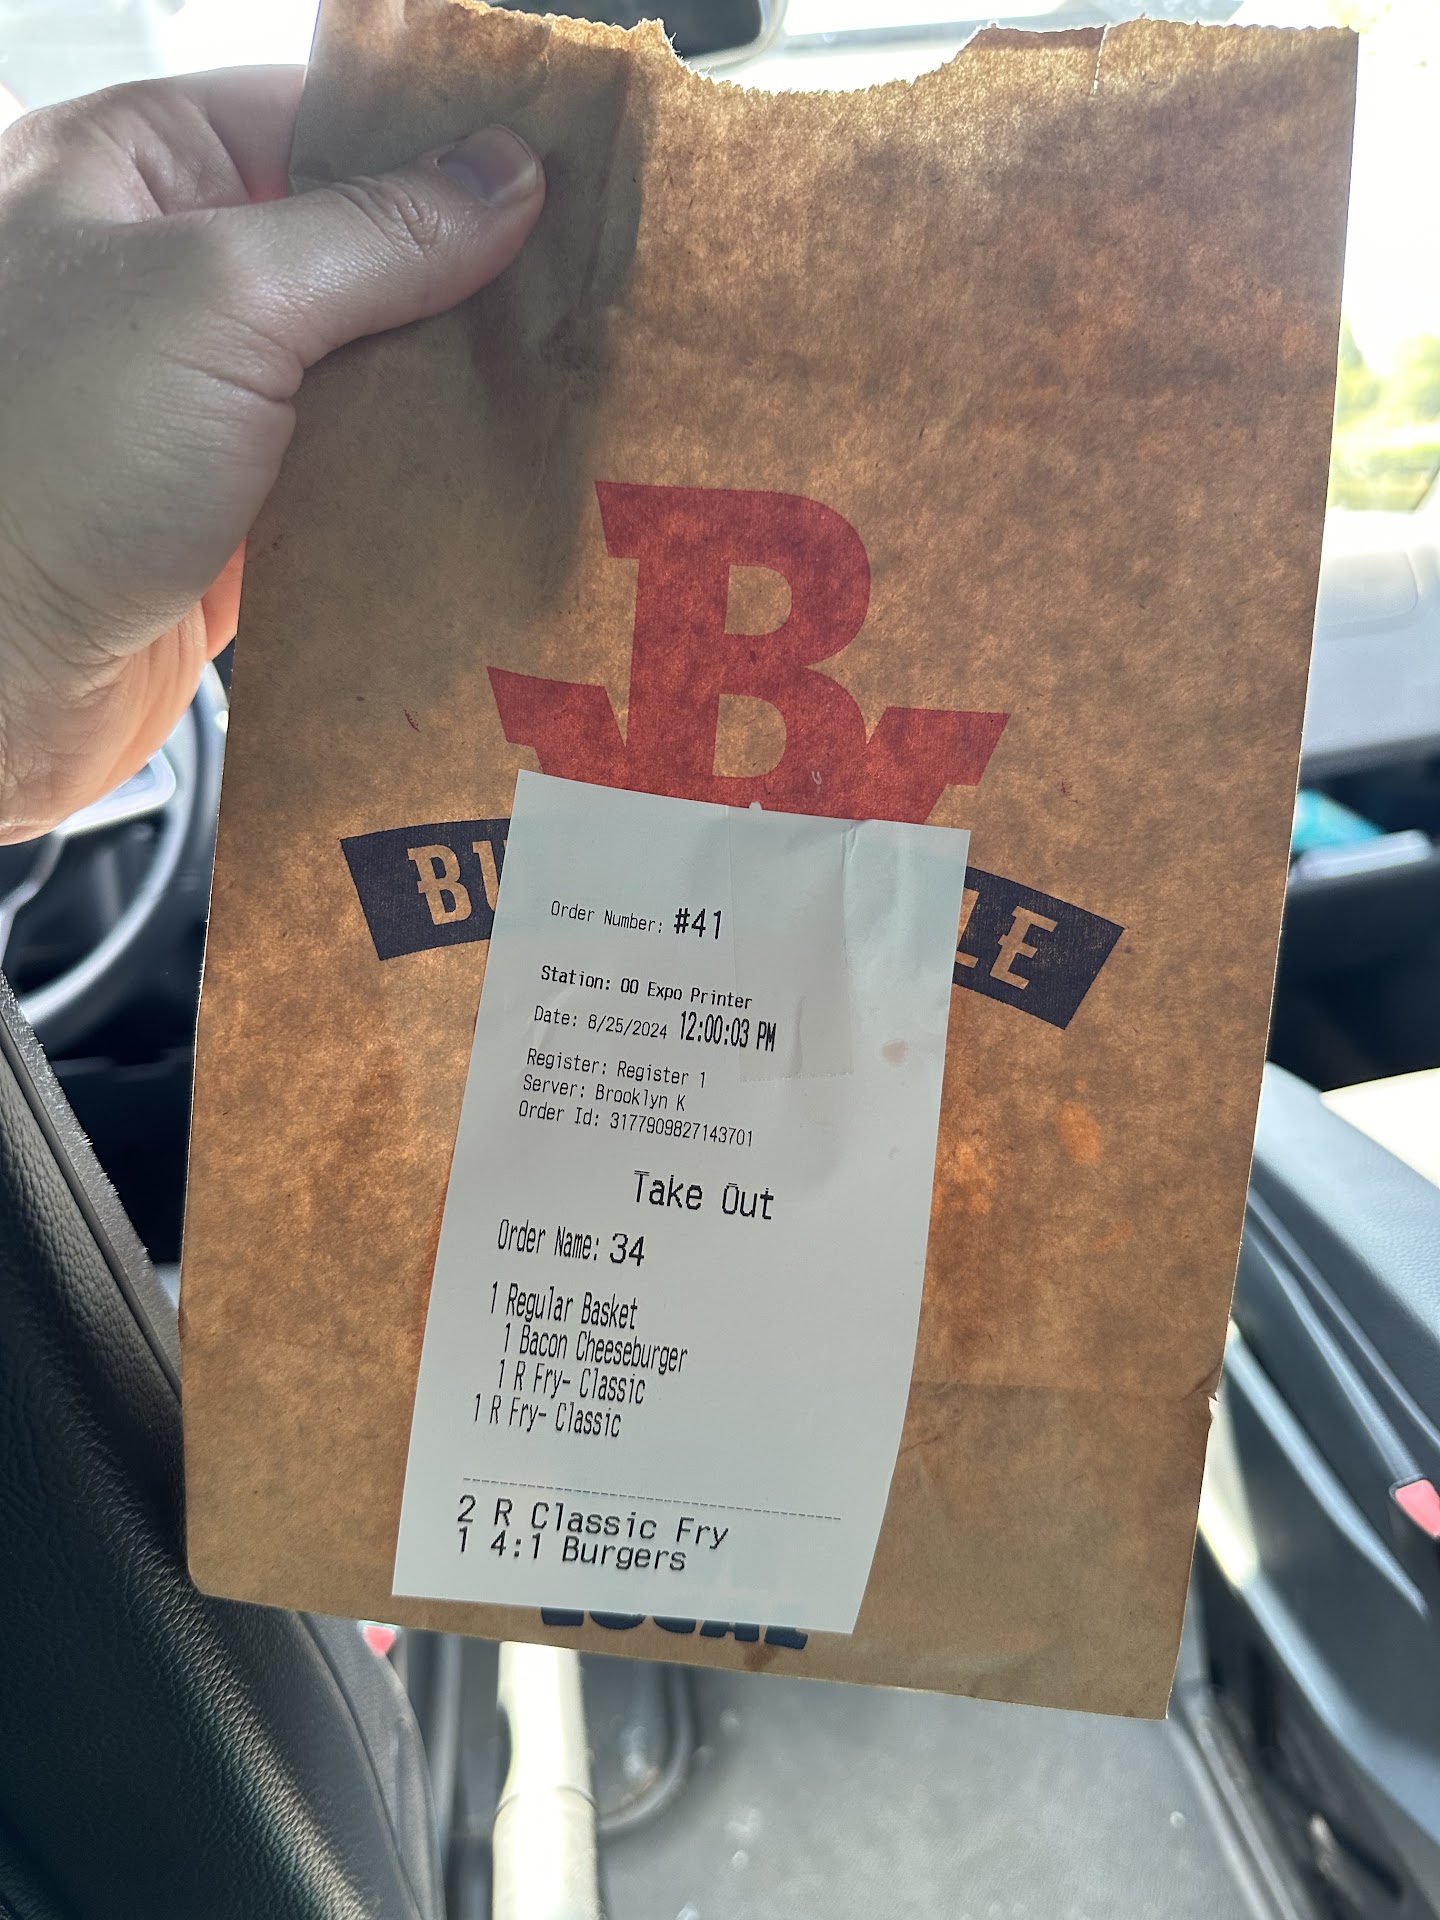 B
Order Number: #41
Station: 00 Expo Printer
Date: 8/25/2024 12:00:03 PM
Register: Register 1
Server: Brooklyn K
Order Id: 3177909827143701
Take Out
Order Name: 34
1 Regular Basket
1 Bacon Cheeseburger
1 R Fry- Classic
1 R Fry- Classic
2 R Classic Fry
1 4:1 Burgers
LOCAL